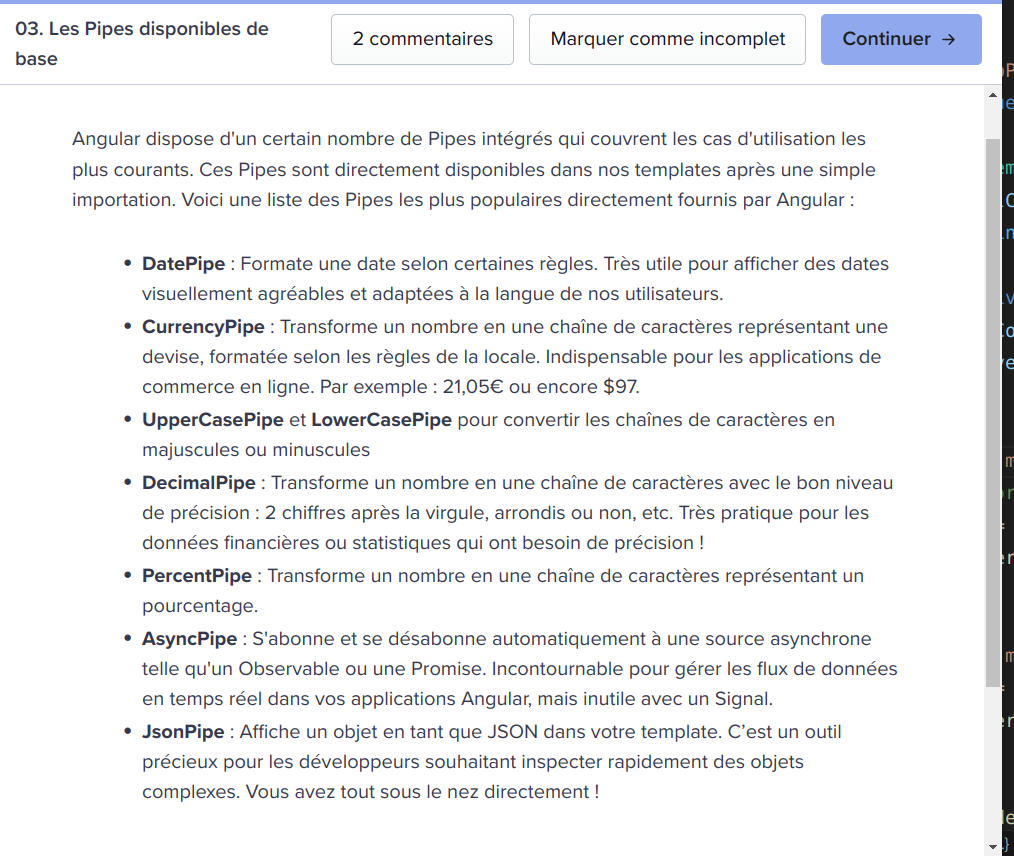 03. Les Pipes disponibles de
base
2 commentaires
Marquer comme incomplet
Continuer →
Angular dispose d'un certain nombre de Pipes intégrés qui couvrent les cas d'utilisation les
plus courants. Ces Pipes sont directement disponibles dans nos templates après une simple
importation. Voici une liste des Pipes les plus populaires directement fournis par Angular :
• DatePipe : Formate une date selon certaines règles. Très utile pour afficher des dates
visuellement agréables et adaptées à la langue de nos utilisateurs.
• CurrencyPipe : Transforme un nombre en une chaîne de caractères représentant une
devise, formatée selon les règles de la locale. Indispensable pour les applications de
commerce en ligne. Par exemple : 21,05€ ou encore $97.
• UpperCasePipe et LowerCasePipe pour convertir les chaînes de caractères en
majuscules ou minuscules
• DecimalPipe : Transforme un nombre en une chaîne de caractères avec le bon niveau
de précision : 2 chiffres après la virgule, arrondis ou non, etc. Très pratique pour les
données financières ou statistiques qui ont besoin de précision !
• PercentPipe : Transforme un nombre en une chaîne de caractères représentant un
pourcentage.
• AsyncPipe : S'abonne et se désabonne automatiquement à une source asynchrone
telle qu'un Observable ou une Promise. Incontournable pour gérer les flux de données
en temps réel dans vos applications Angular, mais inutile avec un Signal.
• JsonPipe : Affiche un objet en tant que JSON dans votre template. C’est un outil
précieux pour les développeurs souhaitant inspecter rapidement des objets
complexes. Vous avez tout sous le nez directement !